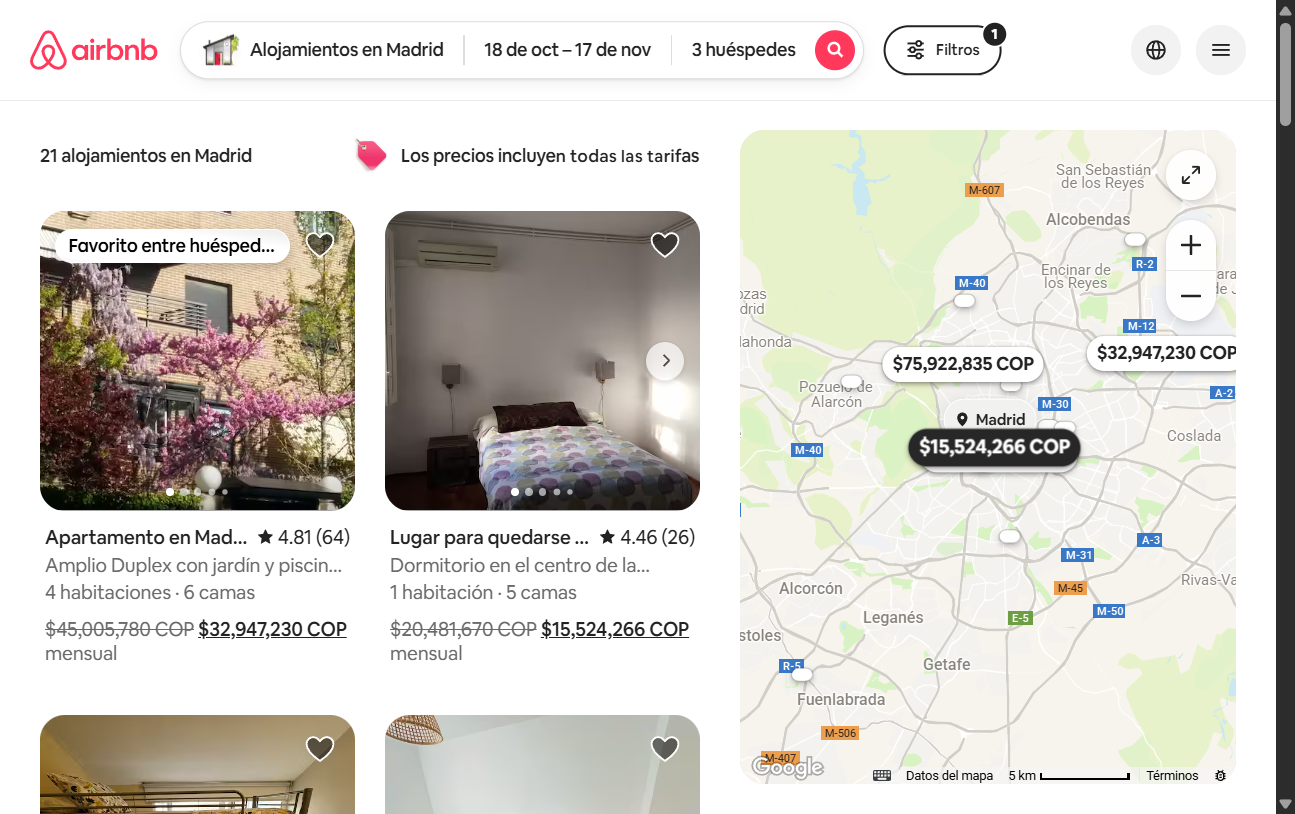 airbnb
Alojamientos en Madrid
18 de oct – 17 de nov
3 huéspedes
Filtros
1
21 alojamientos en Madrid
Los precios incluyen todas las tarifas
Favorito entre huésped...
Apartamento en Mad... ★ 4.81 (64)
Amplio Duplex con jardín y piscin...
4 habitaciones · 6 camas
$45,005,780 COP $32,947,230 COP
mensual
Lugar para quedarse ... ★ 4.46 (26)
Dormitorio en el centro de la...
1 habitación · 5 camas
$20,481,670 COP $15,524,266 COP
mensual
San Sebastián
de los Reyes
M-607
Alcobendas
R-2
Encinar de
los Reyes
M-40
M-12
lahonda
$75,922,835 COP
$32,947,230 COP
Pozuelo de
Alarcón
A-2
M-30
Madrid
$15,524,266 COP
Coslada
M-40
A-3
M-31
Rivas-Va
Alcorcón
M-45
M-50
Leganés
E-5
stoles
Getafe
R-5
Fuenlabrada
M-506
M-407
Google
Datos del mapa
5 km
Términos